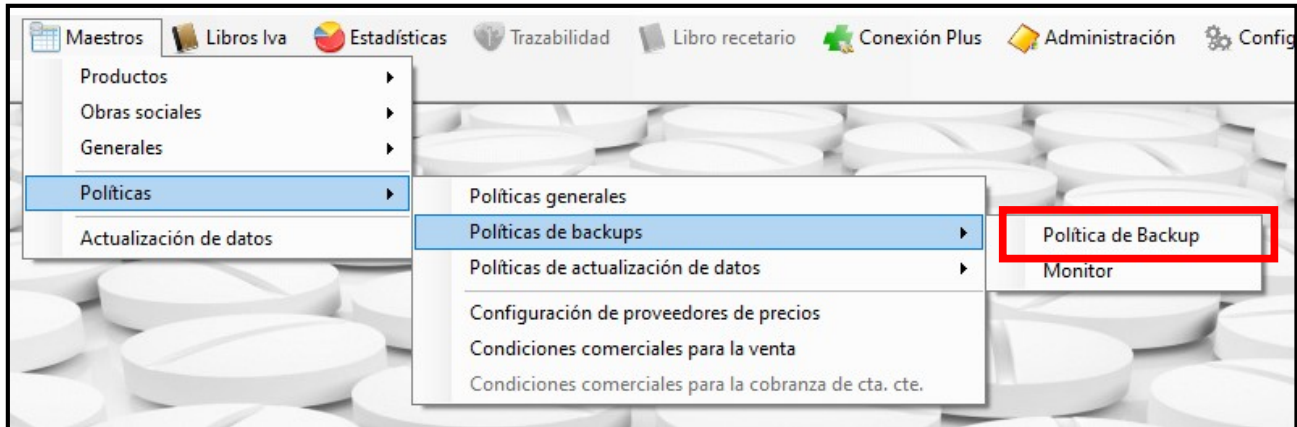 Maestros Libros Iva Estadísticas Trazabilidad Libro recetario Conexión Plus Administración Config
Productos
Obras sociales
Generales
Políticas
Actualización de datos
Políticas generales
Políticas de backups
Políticas de actualización de datos
Configuración de proveedores de precios
Condiciones comerciales para la venta
Condiciones comerciales para la cobranza de cta. cte.
Política de Backup
Monitor